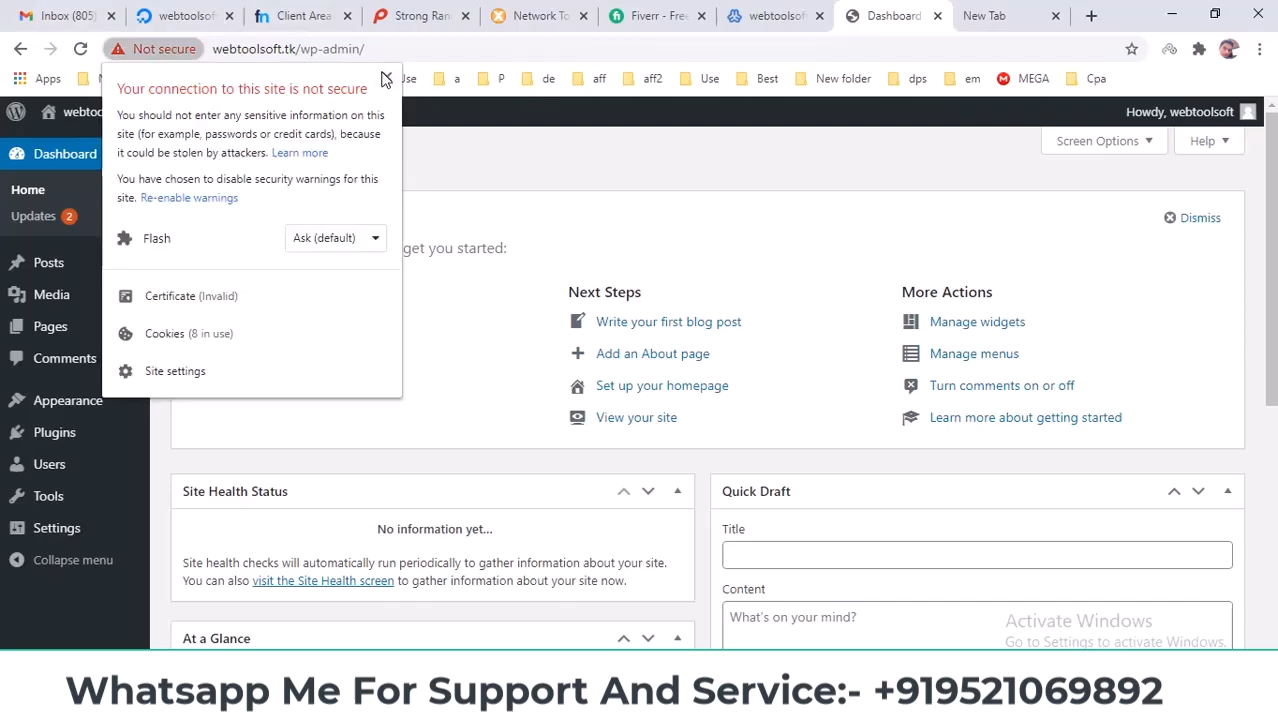 Inbox (805)
webtoolsoft
Client Area
Strong Ran
Network To
Fiverr - Free
webtoolsoft
Dashboard
New Tab
Not secure
webtoolsoft.tk/wp-admin/
Apps
Use
a
P
de
aff
aff2
Use
Best
New folder
dps
em
MEGA
Cpa
Your connection to this site is not secure
You should not enter any sensitive information on this
site (for example, passwords or credit cards), because
it could be stolen by attackers. Learn more
You have chosen to disable security warnings for this
site. Re-enable warnings
Flash
Ask (default)
Certificate (Invalid)
Cookies (8 in use)
Site settings
webtoo
Howdy, webtoolsoft
Screen Options
Help
Dashboard
Home
Updates 2
Posts
Media
Pages
Comments
Appearance
Plugins
Users
Tools
Settings
Collapse menu
Dismiss
get you started:
Next Steps
Write your first blog post
Add an About page
Set up your homepage
View your site
More Actions
Manage widgets
Manage menus
Turn comments on or off
Learn more about getting started
Site Health Status
No information yet...
Site health checks will automatically run periodically to gather information about your site.
You can also visit the Site Health screen to gather information about your site now.
At a Glance
Quick Draft
Title
Content
What's on your mind?
Activate Windows
Go to Settings to activate Windows.
Whatsapp Me For Support And Service:- +919521069892